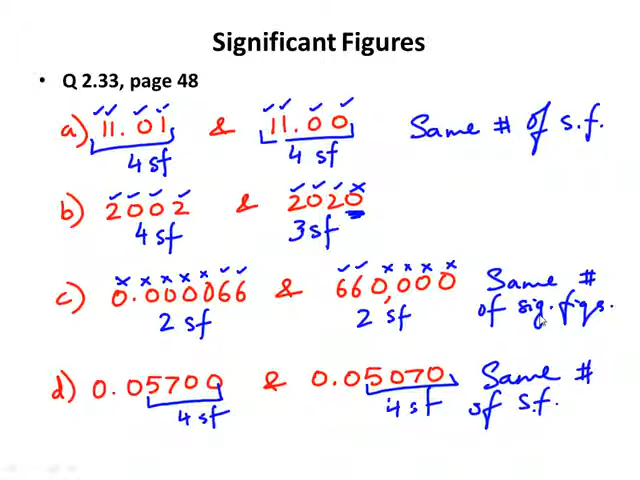 Significant Figures
• Q 2.33, page 48
a) 11.01 & 11.00 Same # of s.f.
4 sf 4 sf
b) 2002 & 2020
4 sf 3 sf
c) 0.000066 & 660,000 Same #
2 sf 2 sf of sig. figs.
d) 0.05700 & 0.05070 Same #
4 sf 4 sf of s.f.